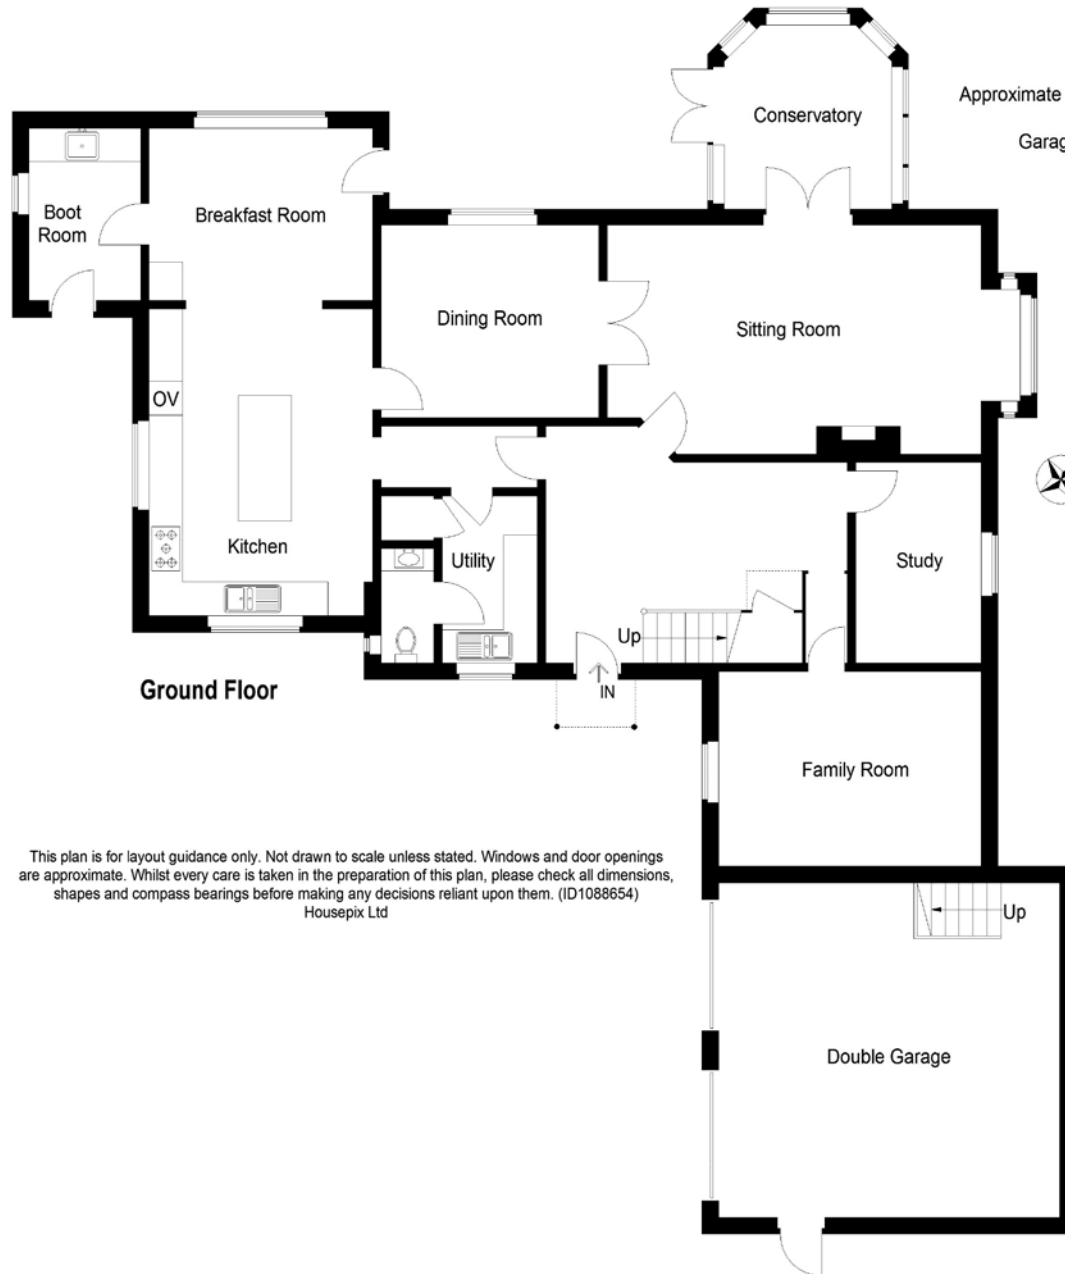 Approximate
Conservatory
Garag
Boot
Room
Breakfast Room
Dining Room
Sitting Room
OV
Kitchen
Utility
Study
Up
IN
Ground Floor
Family Room
This plan is for layout guidance only. Not drawn to scale unless stated. Windows and door openings
are approximate. Whilst every care is taken in the preparation of this plan, please check all dimensions,
shapes and compass bearings before making any decisions reliant upon them. (ID1088654)
Housepix Ltd
Up
Double Garage